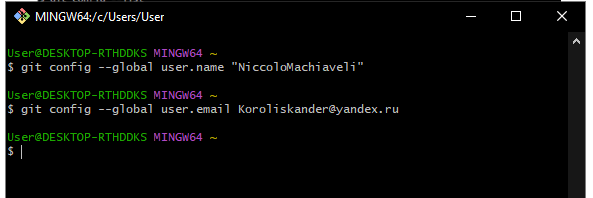 MINGW64:/c/Users/User
User@DESKTOP-RTHDDKS MINGW64 ~
$ git config --global user.name "NiccoloMachiaveli"
User@DESKTOP-RTHDDKS MINGW64 ~
$ git config --global user.email Koroliskander@yandex.ru
User@DESKTOP-RTHDDKS MINGW64 ~
$